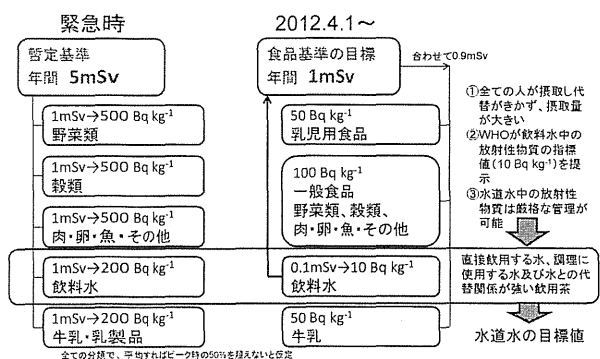 緊急時
2012.4.1～
暫定基準
年間 5mSv
1mSv→500 Bq kg-1
野菜類
1mSv→500 Bq kg-1
穀類
1mSv→500 Bq kg-1
肉・卵・魚・その他
1mSv→200 Bq kg-1
飲料水
1mSv→200 Bq kg-1
牛乳・乳製品
全ての分類で、平均すればピーク時の50%を超えないと仮定
食品基準の目標
年間 1mSv
合わせて0.9mSv
50 Bq kg-1
乳児用食品
100 Bq kg-1
一般食品
野菜類、穀類、
肉・卵・魚・その他
0.1mSv→10 Bq kg-1
飲料水
50 Bq kg-1
牛乳
①全ての人が摂取し代
替がきかず、摂取量
が大きい
②WHOが飲料水中の
放射性物質の指標
値(10 Bq kg-1)を提
示
③水道水中の放射性
物質は厳格な管理が
可能
直接飲用する水、調理に
使用する水及び水との代
替関係が強い飲用茶
水道水の目標値